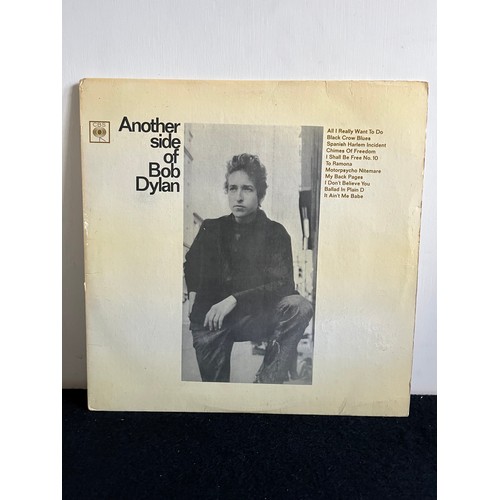 CBS
Another
side
of
Bob
Dylan
All I Really Want To Do
Black Crow Blues
Spanish Harlem Incident
Chimes Of Freedom
I Shall Be Free No. 10
To Ramona
Motorpsycho Nitemare
My Back Pages
I Don't Believe You
Ballad In Plain D
It Ain't Me Babe